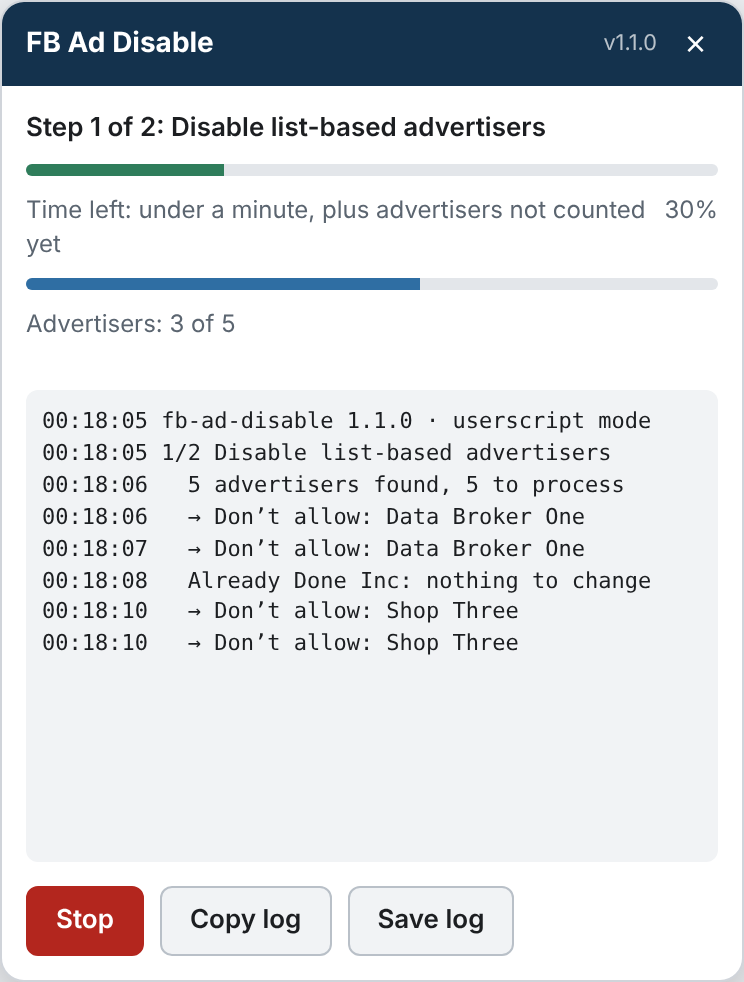 FB Ad Disable v1.1.0 ✕
Step 1 of 2: Disable list-based advertisers
Time left: under a minute, plus advertisers not counted yet 30%
Advertisers: 3 of 5
00:18:05 fb-ad-disable 1.1.0 · userscript mode
00:18:05 1/2 Disable list-based advertisers
00:18:06   5 advertisers found, 5 to process
00:18:06   → Don’t allow: Data Broker One
00:18:07   → Don’t allow: Data Broker One
00:18:08   Already Done Inc: nothing to change
00:18:10   → Don’t allow: Shop Three
00:18:10   → Don’t allow: Shop Three
Stop Copy log Save log